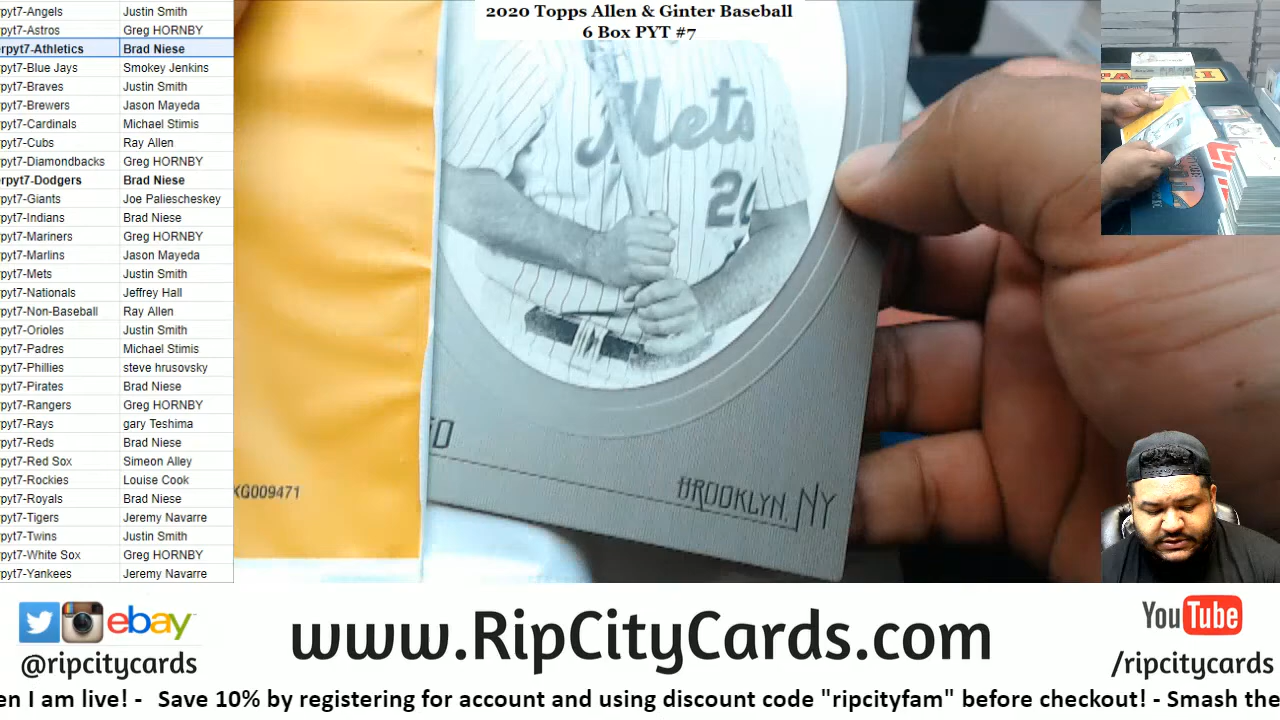 pyt7-Angels Justin Smith
pyt7-Astros Greg HORNBY
erpyt7-Athletics Brad Niese
pyt7-Blue Jays Smokey Jenkins
pyt7-Braves Justin Smith
pyt7-Brewers Jason Mayeda
pyt7-Cardinals Michael Stimis
pyt7-Cubs Ray Allen
pyt7-Diamondbacks Greg HORNBY
erpyt7-Dodgers Brad Niese
pyt7-Giants Joe Paliescheskey
pyt7-Indians Brad Niese
pyt7-Mariners Greg HORNBY
pyt7-Marlins Jason Mayeda
pyt7-Mets Justin Smith
pyt7-Nationals Jeffrey Hall
pyt7-Non-Baseball Ray Allen
pyt7-Orioles Justin Smith
pyt7-Padres Michael Stimis
pyt7-Phillies steve hrusovsky
pyt7-Pirates Brad Niese
pyt7-Rangers Greg HORNBY
pyt7-Rays gary Teshima
pyt7-Reds Brad Niese
pyt7-Red Sox Simeon Alley
pyt7-Rockies Louise Cook
pyt7-Royals Brad Niese
pyt7-Tigers Jeremy Navarre
pyt7-Twins Justin Smith
pyt7-White Sox Greg HORNBY
pyt7-Yankees Jeremy Navarre
2020 Topps Allen & Ginter Baseball
6 Box PYT #7
Mets
20
BROOKLYN, NY
KG009471
ebay
@ripcitycards
www.RipCityCards.com
YouTube
/ripcitycards
en I am live! - Save 10% by registering for account and using discount code "ripcityfam" before checkout! - Smash the